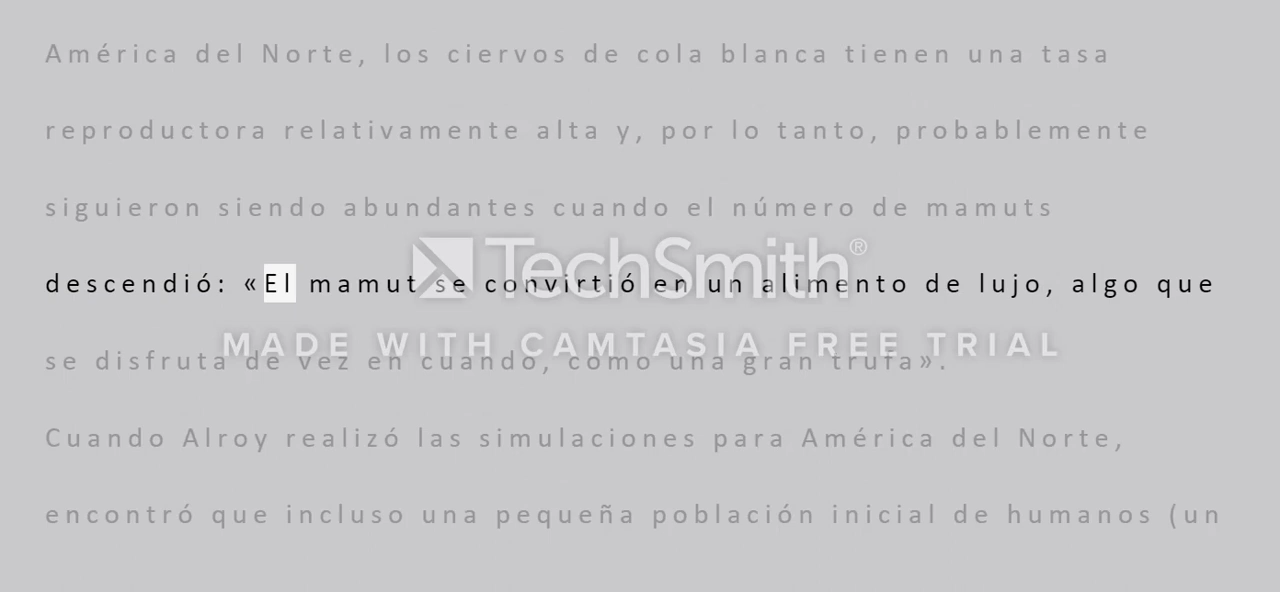 América del Norte, los ciervos de cola blanca tienen una tasa
reproductora relativamente alta y, por lo tanto, probablemente
siguieron siendo abundantes cuando el número de mamuts
TechSmith®
descendió: «El mamut se convirtió en un alimento de lujo, algo que
MADE WITH CAMTASIA FREE TRIAL
se disfruta de vez en cuando, como una gran trufa».
Cuando Alroy realizó las simulaciones para América del Norte,
encontró que incluso una pequeña población inicial de humanos (un